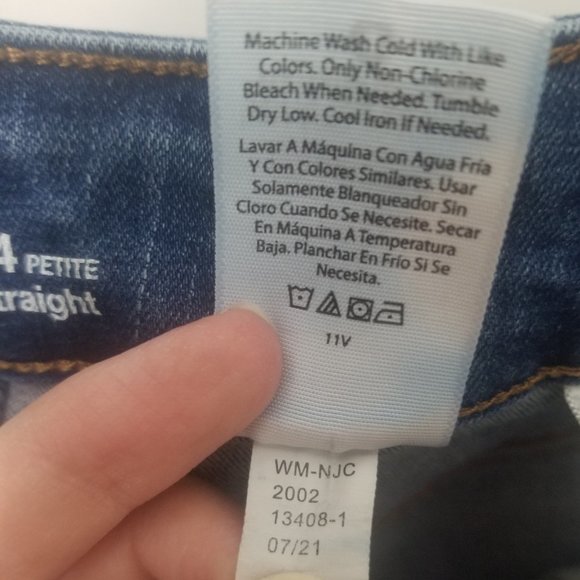 Machine Wash Cold With Like
Colors. Only Non-Chlorine
Bleach When Needed. Tumble
Dry Low. Cool Iron If Needed.
Lavar A Máquina Con Agua Fría
Y Con Colores Similares. Usar
Solamente Blanqueador Sin
Cloro Cuando Se Necesite. Secar
En Máquina A Temperatura
Baja. Planchar En Frío Si Se
Necesita.
11V
4 PETITE
traight
WM-NJC
2002
13408-1
07/21